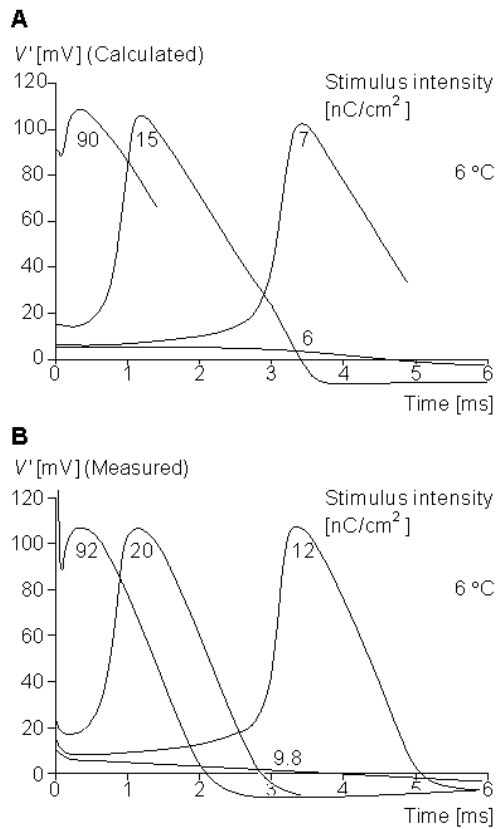 A
V' [mV] (Calculated)
120
Stimulus intensity
[nC/cm²]
100
90
15
7
80
6 °C
60
40
20
6
0
0 1 2 3 4 5 6
Time [ms]
B
V' [mV] (Measured)
120
Stimulus intensity
[nC/cm²]
100
92
20
12
80
6 °C
60
40
20
9.8
0
0 1 2 3 4 5 6
Time [ms]